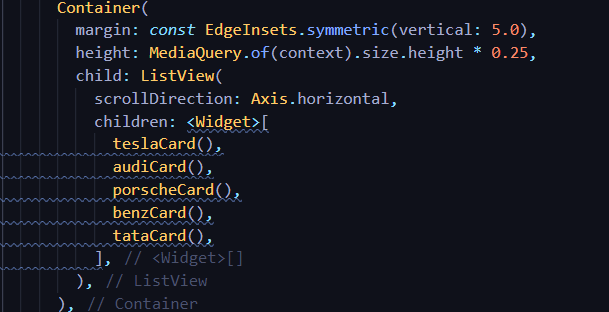 Container(
margin: const EdgeInsets.symmetric(vertical: 5.0),
height: MediaQuery.of(context).size.height * 0.25,
child: ListView(
scrollDirection: Axis.horizontal,
children: <Widget>[
teslaCard(),
audiCard(),
porscheCard(),
benzCard(),
tataCard(),
], // <Widget>[]
), // ListView
), // Container